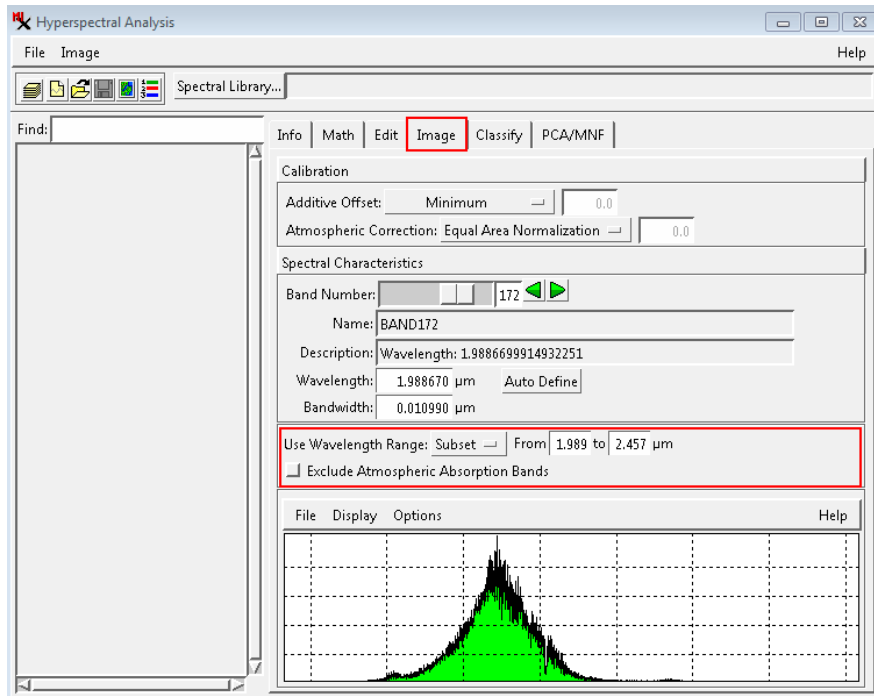 Hyperspectral Analysis
File Image Help
Spectral Library...
Find:
Info Math Edit Image Classify PCA/MNF
Calibration
Additive Offset: Minimum 0.0
Atmospheric Correction: Equal Area Normalization 0.0
Spectral Characteristics
Band Number: 172
Name: BAND172
Description: Wavelength: 1.9886699914932251
Wavelength: 1.988670 μm Auto Define
Bandwidth: 0.010990 μm
Use Wavelength Range: Subset From 1.989 to 2.457 μm
Exclude Atmospheric Absorption Bands
File Display Options Help